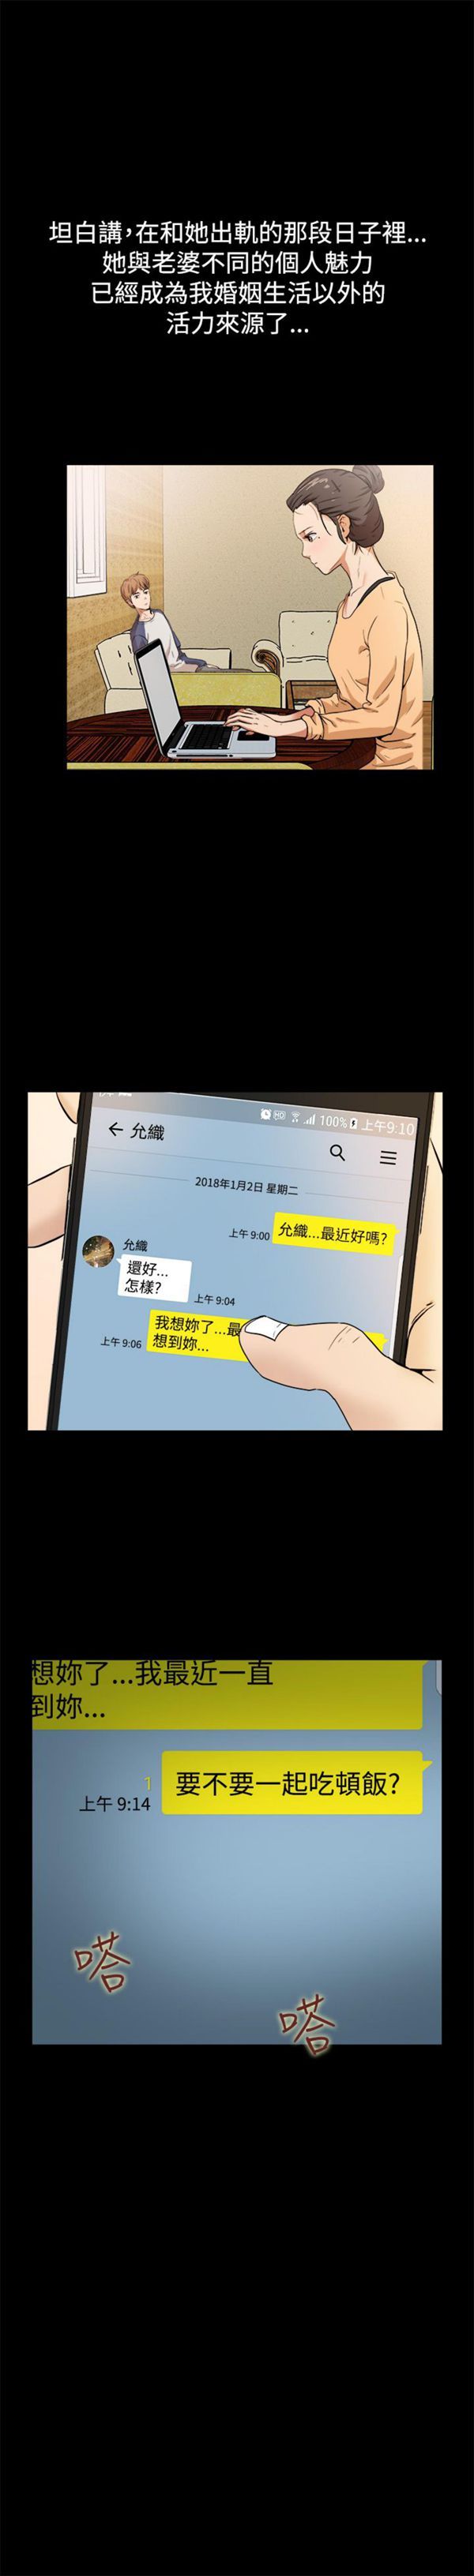 坦白講,在和她出軌的那段日子裡...
她與老婆不同的個人魅力
已經成為我婚姻生活以外的
活力來源了...
100% 上午9:10
← 允織
2018年1月2日 星期二
上午 9:00 允織...最近好嗎?
允織
還好...
怎樣?
上午 9:04
我想妳了...最
想到妳...
上午 9:06
想妳了...我最近一直
到妳...
1
上午 9:14 要不要一起吃頓飯?
嗒
嗒